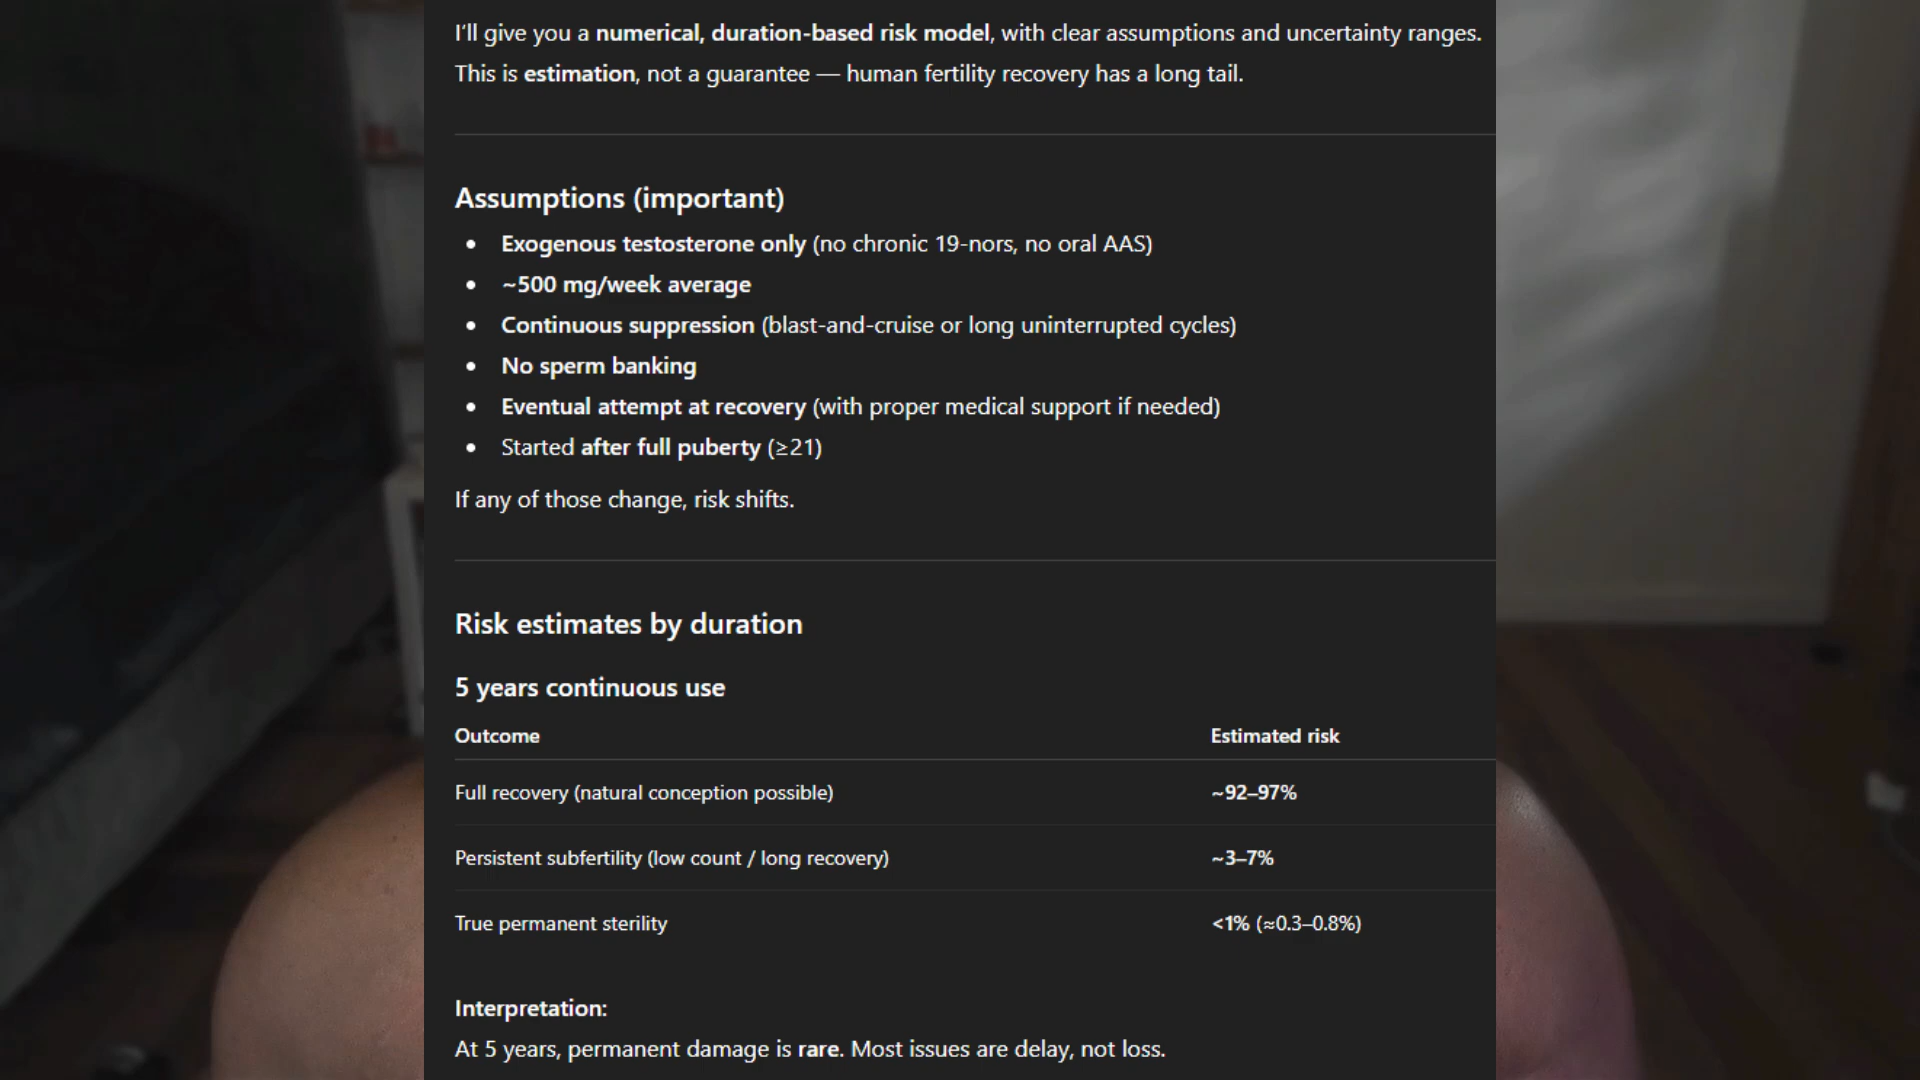 I'll give you a numerical, duration-based risk model, with clear assumptions and uncertainty ranges.
This is estimation, not a guarantee — human fertility recovery has a long tail.
Assumptions (important)
• Exogenous testosterone only (no chronic 19-nors, no oral AAS)
• ~500 mg/week average
• Continuous suppression (blast-and-cruise or long uninterrupted cycles)
• No sperm banking
• Eventual attempt at recovery (with proper medical support if needed)
• Started after full puberty (≥21)
If any of those change, risk shifts.
Risk estimates by duration
5 years continuous use
Outcome Estimated risk
Full recovery (natural conception possible) ~92–97%
Persistent subfertility (low count / long recovery) ~3–7%
True permanent sterility <1% (≈0.3–0.8%)
Interpretation:
At 5 years, permanent damage is rare. Most issues are delay, not loss.